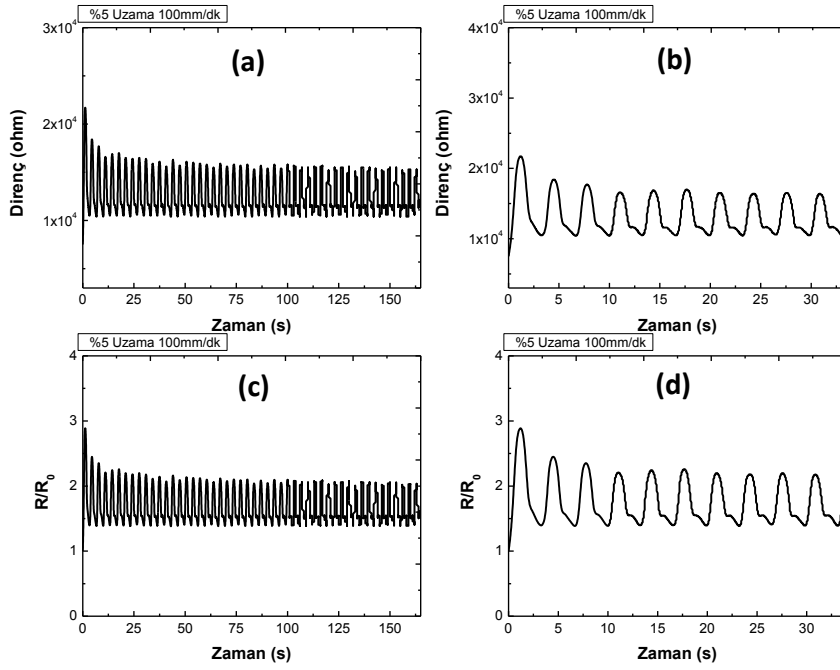 %5 Uzama 100mm/dk
(a)
3x10⁴
2x10⁴
1x10⁴
Direnç (ohm)
0 25 50 75 100 125 150
Zaman (s)
%5 Uzama 100mm/dk
(b)
4x10⁴
3x10⁴
2x10⁴
1x10⁴
Direnç (ohm)
0 5 10 15 20 25 30
Zaman (s)
%5 Uzama 100mm/dk
(c)
4
3
2
1
0
R/R₀
0 25 50 75 100 125 150
Zaman (s)
%5 Uzama 100mm/dk
(d)
4
3
2
1
0
R/R₀
0 5 10 15 20 25 30
Zaman (s)